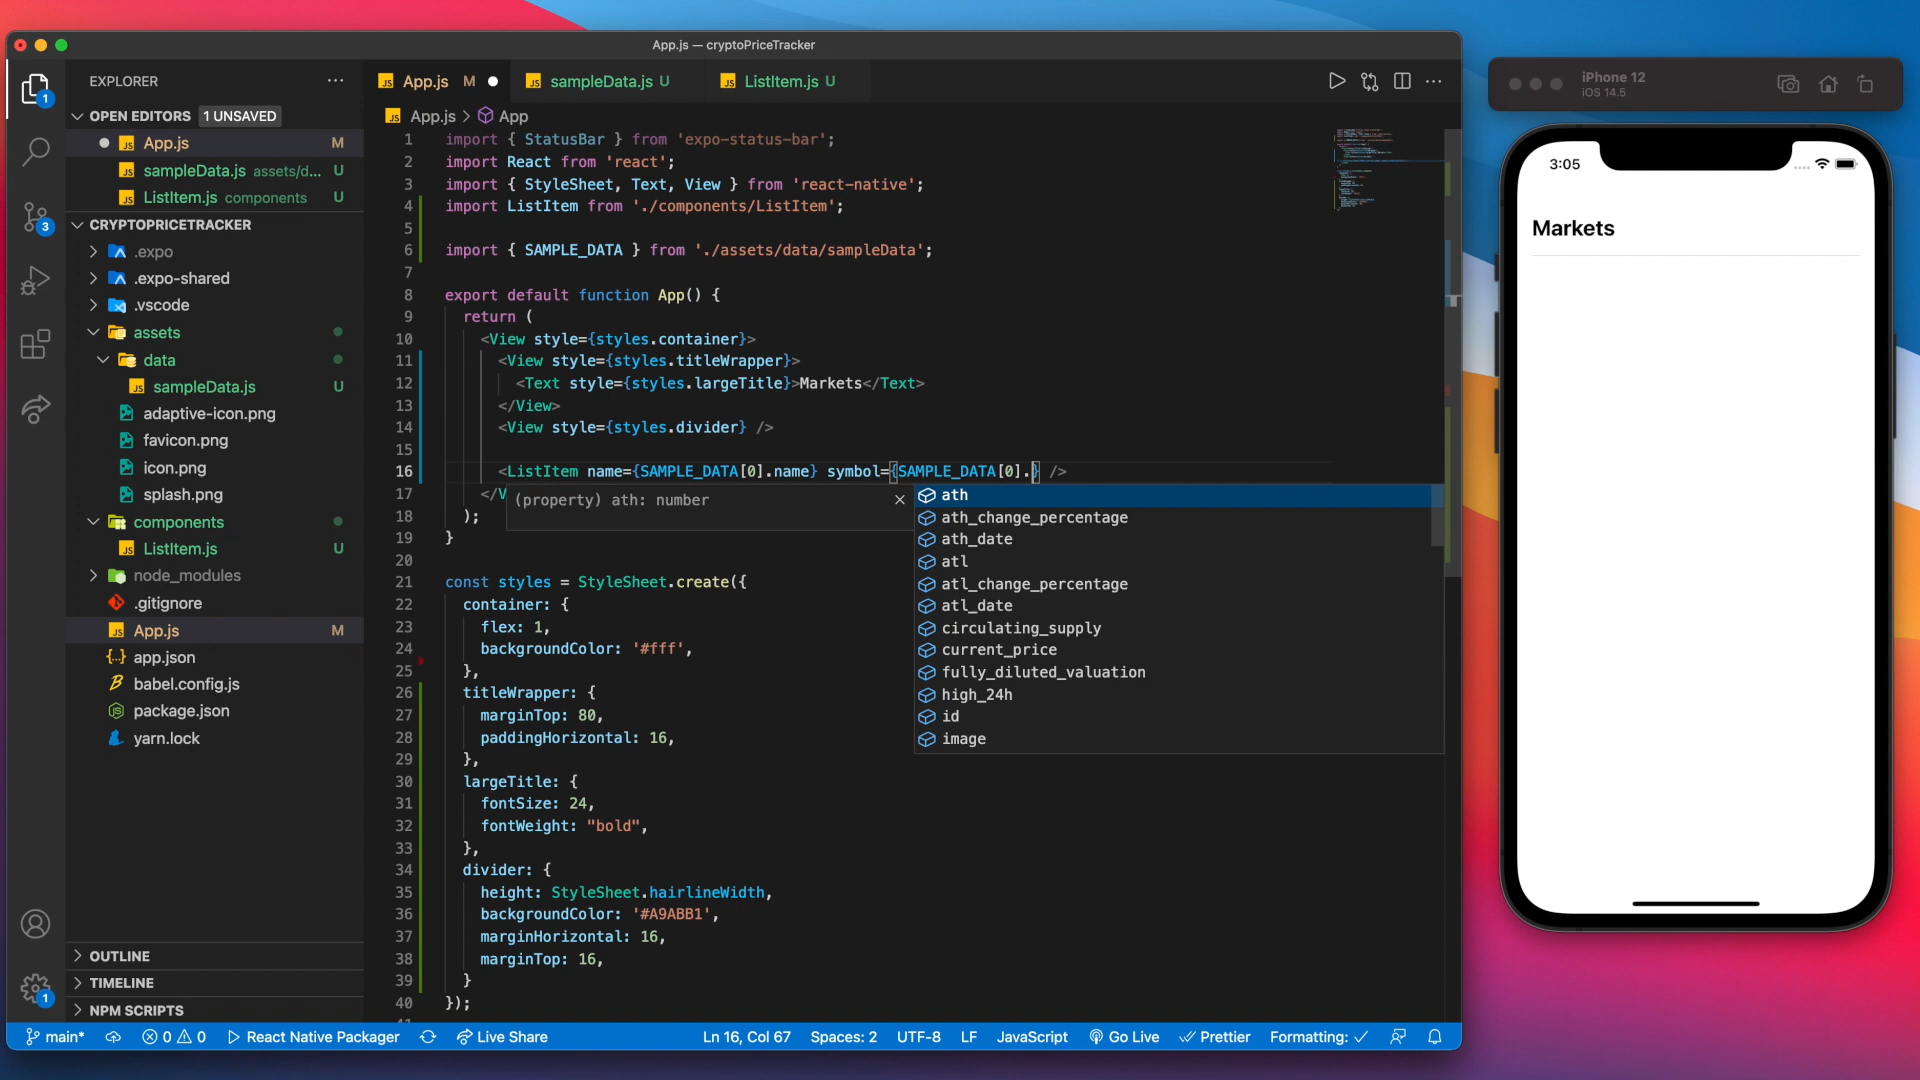 App.js — cryptoPriceTracker
EXPLORER
OPEN EDITORS 1 UNSAVED
App.js M
sampleData.js assets/d... U
ListItem.js components U
CRYPTOPRICETRACKER
.expo
.expo-shared
.vscode
assets
data
sampleData.js U
adaptive-icon.png
favicon.png
icon.png
splash.png
components
ListItem.js U
node_modules
.gitignore
App.js M
app.json
babel.config.js
package.json
yarn.lock
OUTLINE
TIMELINE
NPM SCRIPTS
1
3
1
App.js M
sampleData.js U
ListItem.js U
App.js > App
1 import { StatusBar } from 'expo-status-bar';
2 import React from 'react';
3 import { StyleSheet, Text, View } from 'react-native';
4 import ListItem from './components/ListItem';
5
6 import { SAMPLE_DATA } from './assets/data/sampleData';
7
8 export default function App() {
9 return (
10 <View style={styles.container}>
11 <View style={styles.titleWrapper}>
12 <Text style={styles.largeTitle}>Markets</Text>
13 </View>
14 <View style={styles.divider} />
15
16 <ListItem name={SAMPLE_DATA[0].name} symbol={SAMPLE_DATA[0].} />
17 </V
18 );
19 }
20
21 const styles = StyleSheet.create({
22 container: {
23 flex: 1,
24 backgroundColor: '#fff',
25 },
26 titleWrapper: {
27 marginTop: 80,
28 paddingHorizontal: 16,
29 },
30 largeTitle: {
31 fontSize: 24,
32 fontWeight: "bold",
33 },
34 divider: {
35 height: StyleSheet.hairlineWidth,
36 backgroundColor: '#A9ABB1',
37 marginHorizontal: 16,
38 marginTop: 16,
39 }
40 });
(property) ath: number
ath
ath_change_percentage
ath_date
atl
atl_change_percentage
atl_date
circulating_supply
current_price
fully_diluted_valuation
high_24h
id
image
main* 0 0 React Native Packager Live Share Ln 16, Col 67 Spaces: 2 UTF-8 LF JavaScript Go Live Prettier Formatting: ✓
iPhone 12
iOS 14.5
3:05
Markets